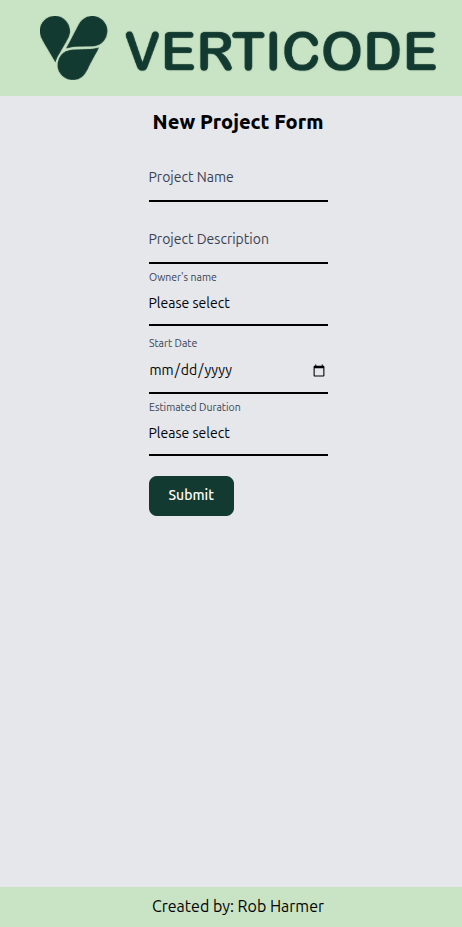 VERTICODE
New Project Form
Project Name
Project Description
Owner's name
Please select
Start Date
mm/dd/yyyy
Estimated Duration
Please select
Submit
Created by: Rob Harmer